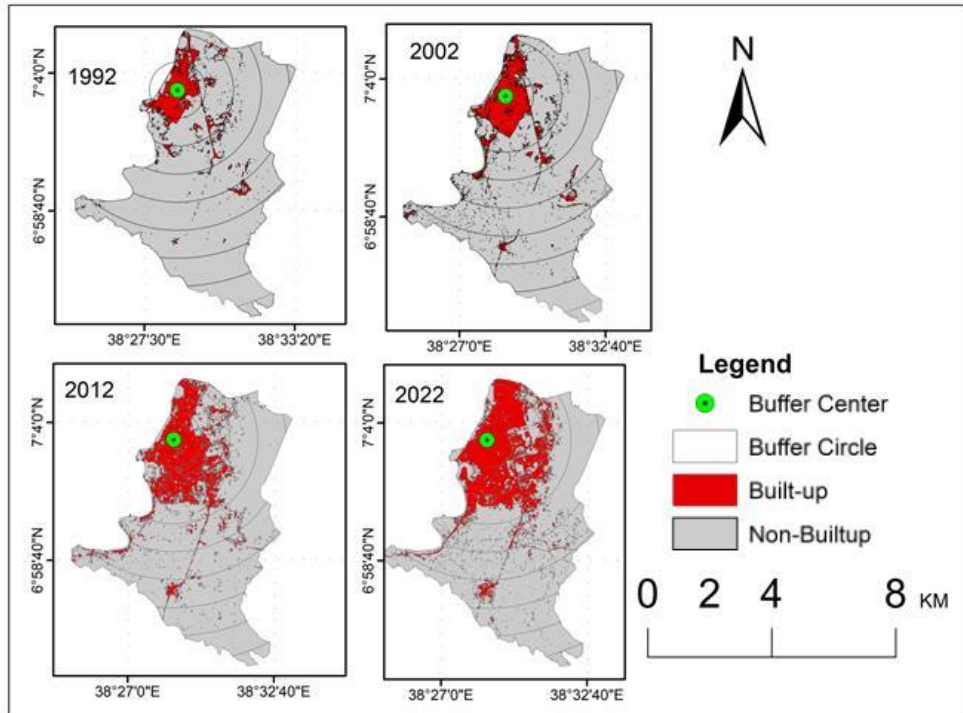 1992
7°4'0"N
6°58'40"N
38°27'30"E
38°33'20"E
2002
7°4'0"N
6°58'40"N
38°27'0"E
38°32'40"E
N
2012
7°4'0"N
6°58'40"N
38°27'0"E
38°32'40"E
2022
7°4'0"N
6°58'40"N
38°27'0"E
38°32'40"E
Legend
Buffer Center
Buffer Circle
Built-up
Non-Builtup
0 2 4 8 KM